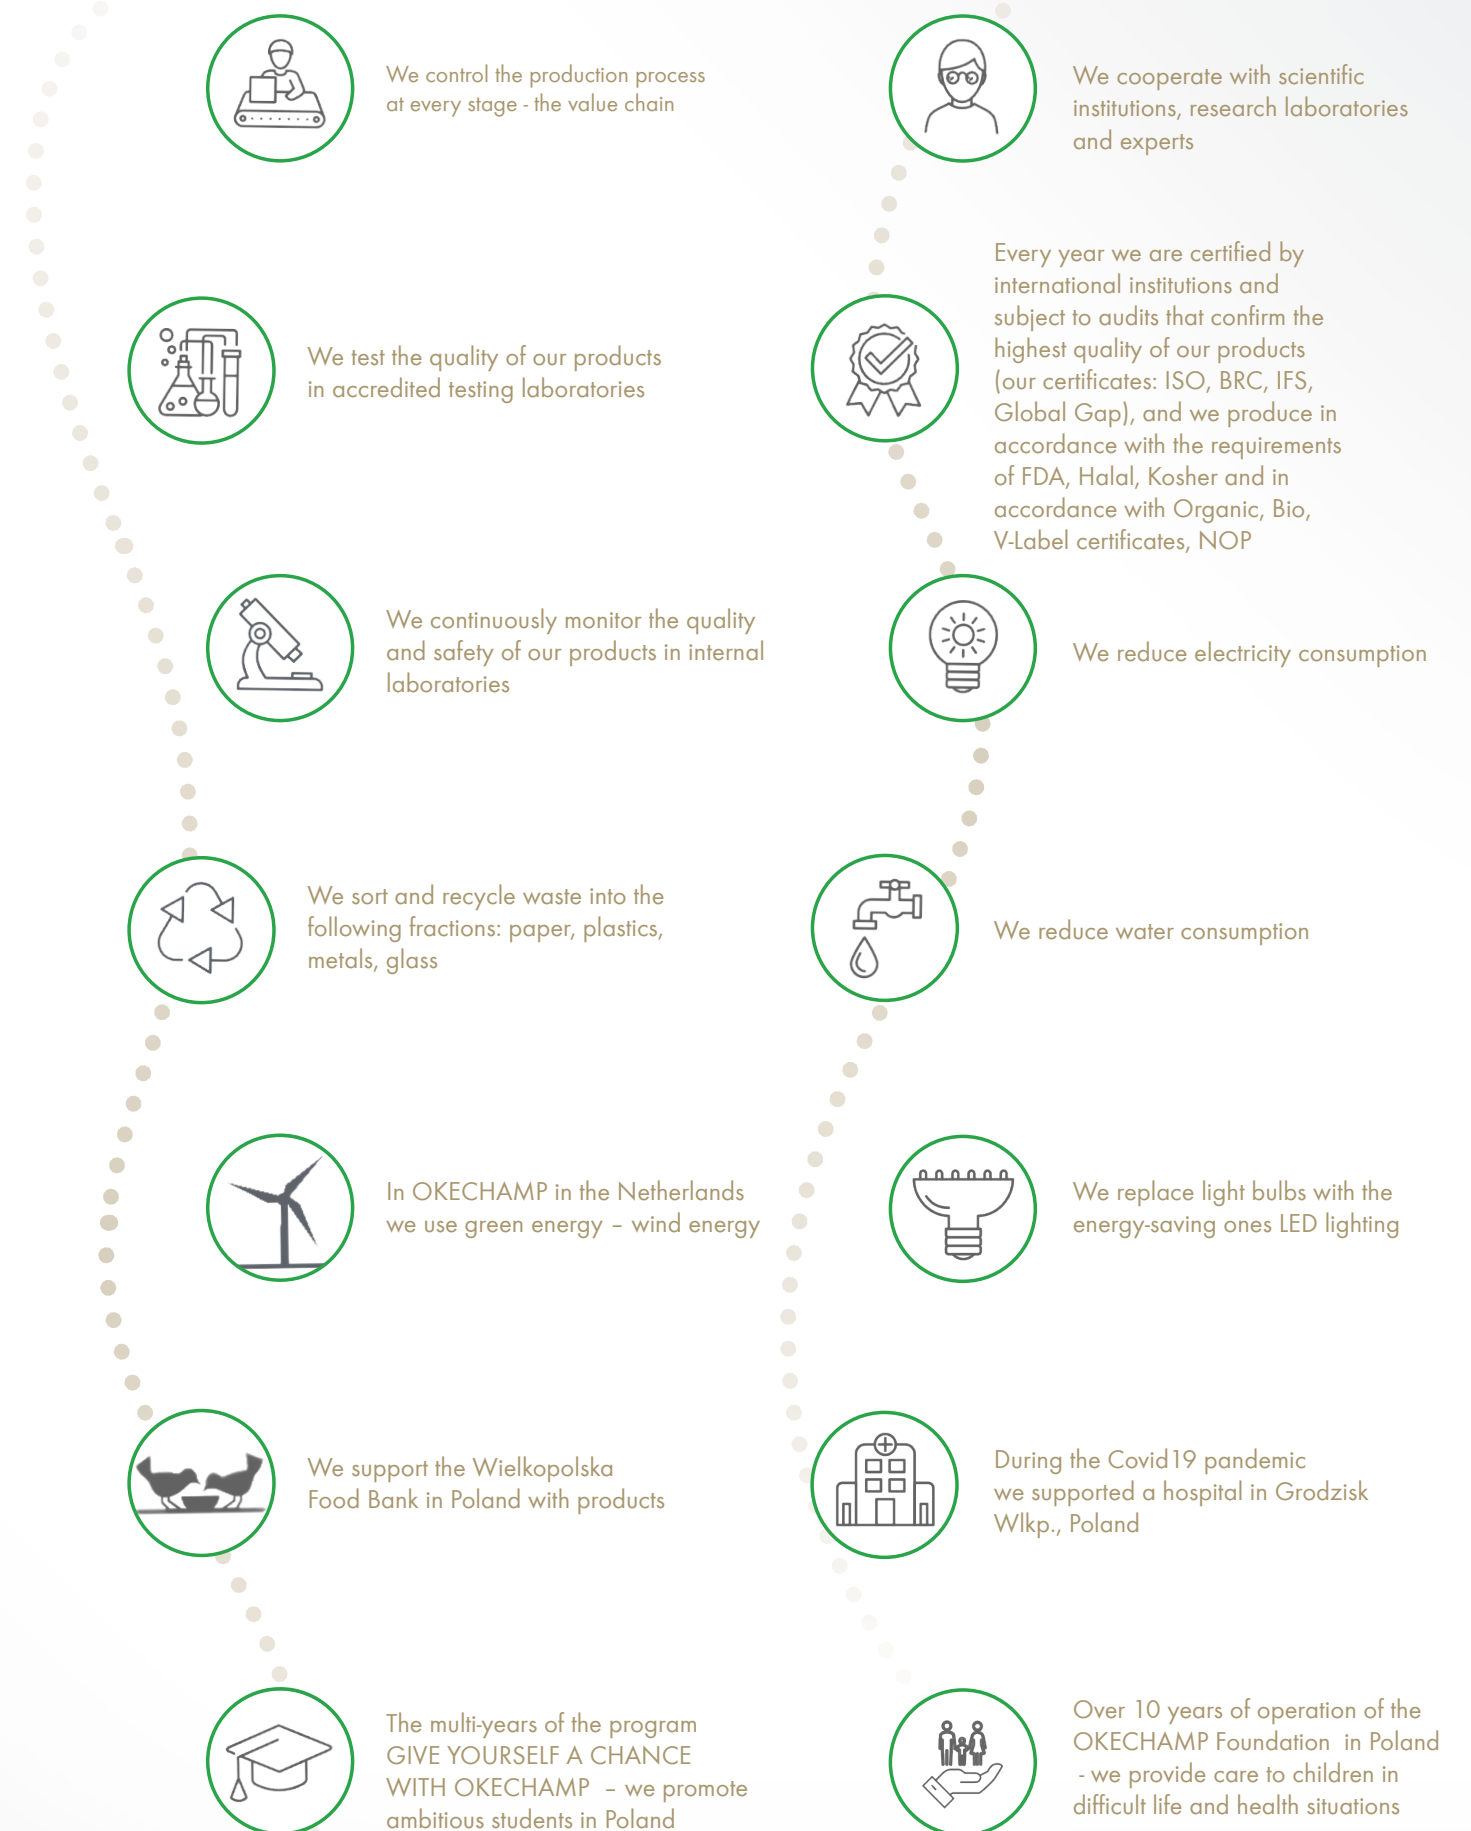 We control the production process
at every stage - the value chain
We test the quality of our products
in accredited testing laboratories
We continuously monitor the quality
and safety of our products in internal
laboratories
We sort and recycle waste into the
following fractions: paper, plastics,
metals, glass
In OKECHAMP in the Netherlands
we use green energy – wind energy
We support the Wielkopolska
Food Bank in Poland with products
The multi-years of the program
GIVE YOURSELF A CHANCE
WITH OKECHAMP – we promote
ambitious students in Poland
We cooperate with scientific
institutions, research laboratories
and experts
Every year we are certified by
international institutions and
subject to audits that confirm the
highest quality of our products
(our certificates: ISO, BRC, IFS,
Global Gap), and we produce in
accordance with the requirements
of FDA, Halal, Kosher and in
accordance with Organic, Bio,
V-Label certificates, NOP
We reduce electricity consumption
We reduce water consumption
We replace light bulbs with the
energy-saving ones LED lighting
During the Covid19 pandemic
we supported a hospital in Grodzisk
Wlkp., Poland
Over 10 years of operation of the
OKECHAMP Foundation in Poland
- we provide care to children in
difficult life and health situations